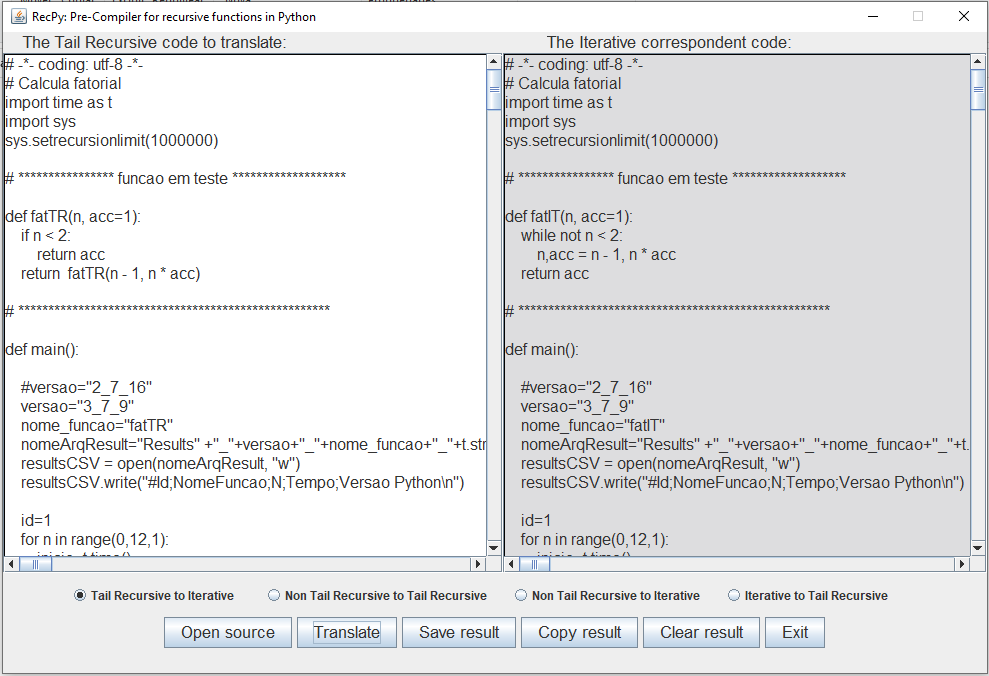 RecPy: Pre-Compiler for recursive functions in Python
The Tail Recursive code to translate:
# -*- coding: utf-8 -*-
# Calcula fatorial
import time as t
import sys
sys.setrecursionlimit(1000000)
# **************** funcao em teste *******************
def fatTR(n, acc=1):
if n < 2:
return acc
return  fatTR(n - 1, n * acc)
# ****************************************************
def main():
#versao="2_7_16"
versao="3_7_9"
nome_funcao="fatTR"
nomeArqResult="Results" +"_"+versao+"_"+nome_funcao+"_"+t.str
resultsCSV = open(nomeArqResult, "w")
resultsCSV.write("#Id;NomeFuncao;N;Tempo;Versao Python\n")
id=1
for n in range(0,12,1):
The Iterative correspondent code:
# -*- coding: utf-8 -*-
# Calcula fatorial
import time as t
import sys
sys.setrecursionlimit(1000000)
# **************** funcao em teste *******************
def fatIT(n, acc=1):
while not n < 2:
n,acc = n - 1, n * acc
return acc
# ****************************************************
def main():
#versao="2_7_16"
versao="3_7_9"
nome_funcao="fatIT"
nomeArqResult="Results" +"_"+versao+"_"+nome_funcao+"_"+t.
resultsCSV = open(nomeArqResult, "w")
resultsCSV.write("#Id;NomeFuncao;N;Tempo;Versao Python\n")
id=1
for n in range(0,12,1):
Tail Recursive to Iterative
Non Tail Recursive to Tail Recursive
Non Tail Recursive to Iterative
Iterative to Tail Recursive
Open source
Translate
Save result
Copy result
Clear result
Exit